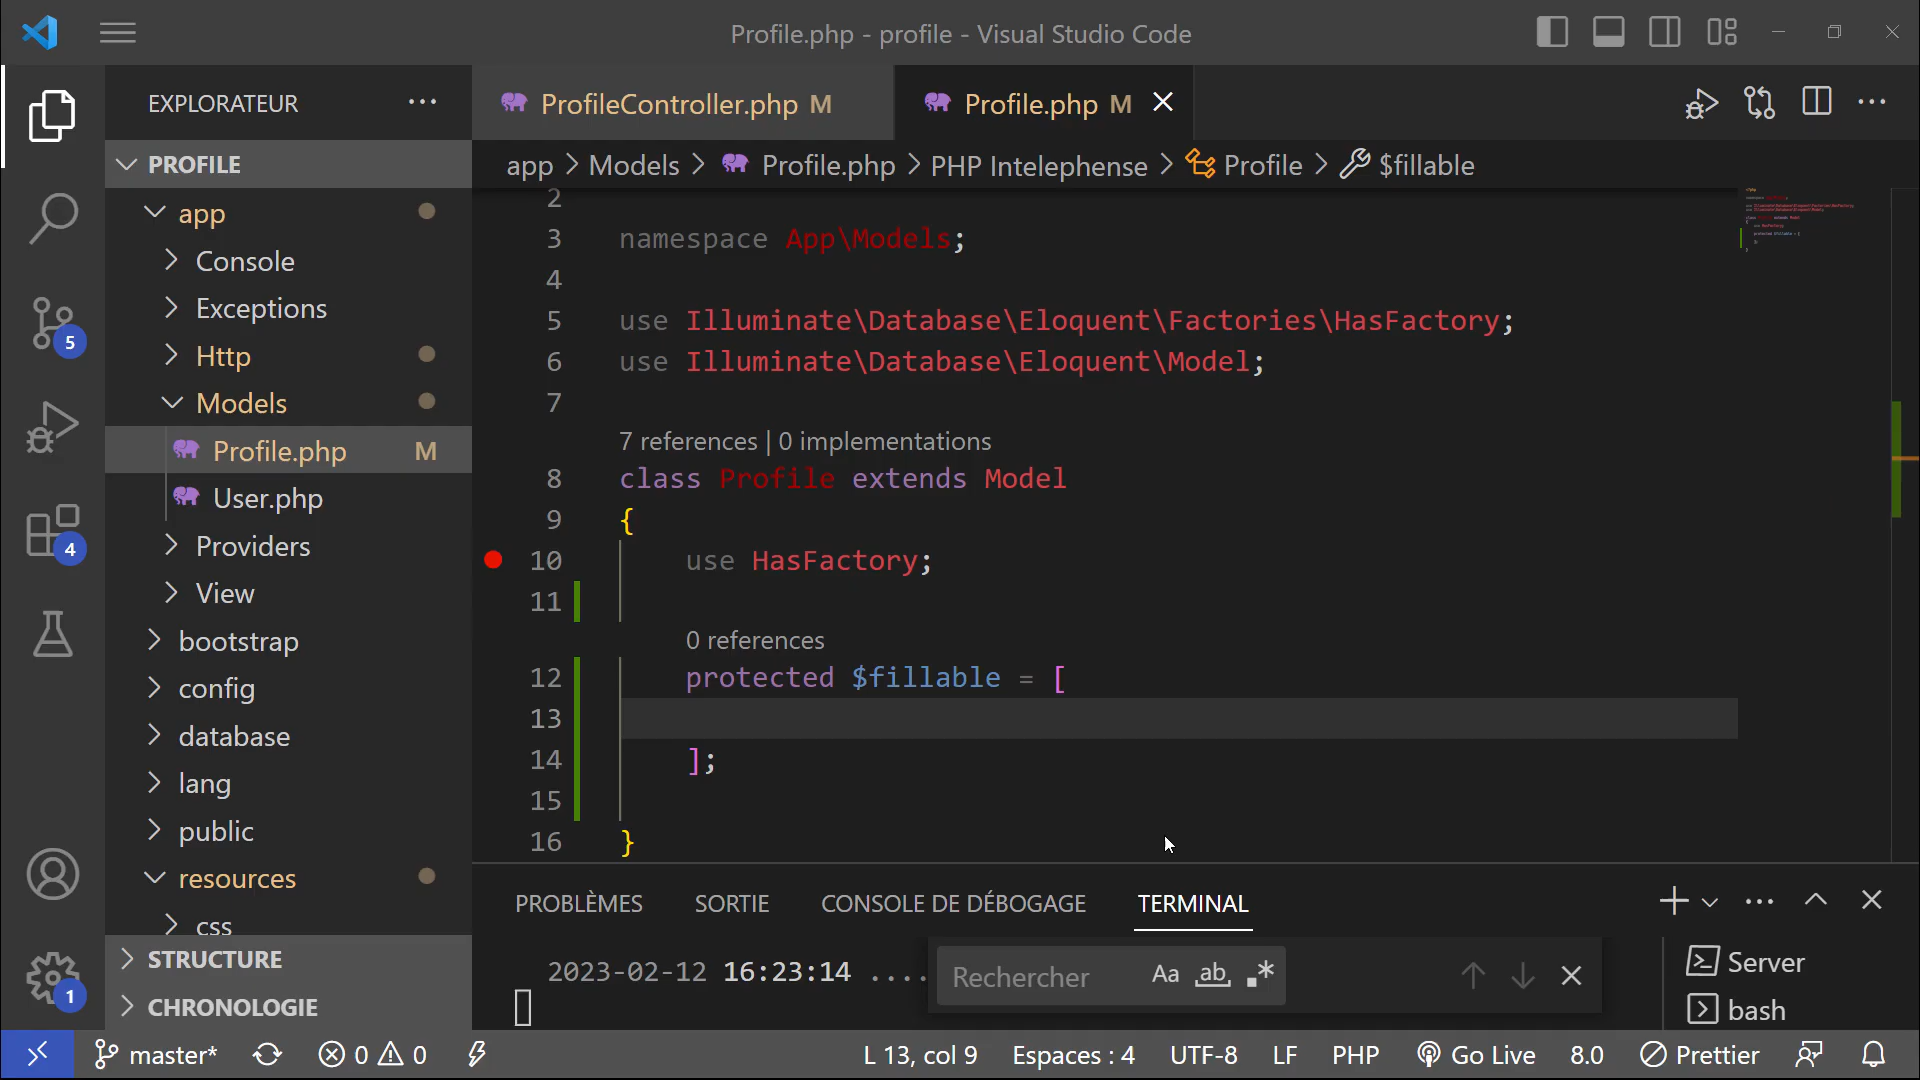 Profile.php - profile - Visual Studio Code
EXPLORATEUR
PROFILE
app
Console
Exceptions
Http
Models
Profile.php M
User.php
Providers
View
bootstrap
config
database
lang
public
resources
css
STRUCTURE
CHRONOLOGIE
5
4
1
ProfileController.php M
Profile.php M
app > Models > Profile.php > PHP Intelephense > Profile > $fillable
2
3 namespace App\Models;
4
5 use Illuminate\Database\Eloquent\Factories\HasFactory;
6 use Illuminate\Database\Eloquent\Model;
7
7 references | 0 implementations
8 class Profile extends Model
9 {
10 use HasFactory;
11
0 references
12 protected $fillable = [
13
14 ];
15
16 }
PROBLÈMES SORTIE CONSOLE DE DÉBOGAGE TERMINAL
2023-02-12 16:23:14 ....
Rechercher Aa ab .*
Server
bash
master* 0 0 L 13, col 9 Espaces : 4 UTF-8 LF PHP Go Live 8.0 Prettier